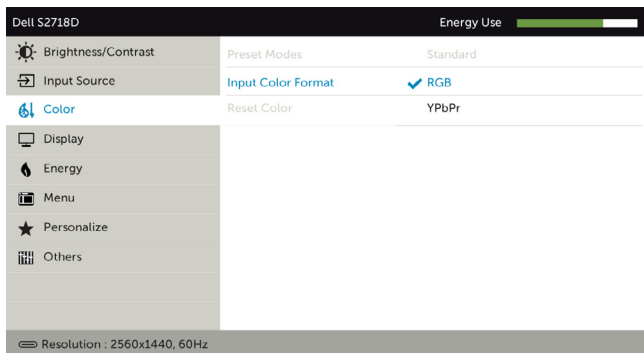 Dell S2718D Energy Use
Brightness/Contrast
Preset Modes Standard
Input Source
Input Color Format RGB
Color
Reset Color YPbPr
Display
Energy
Menu
Personalize
Others
Resolution : 2560x1440, 60Hz